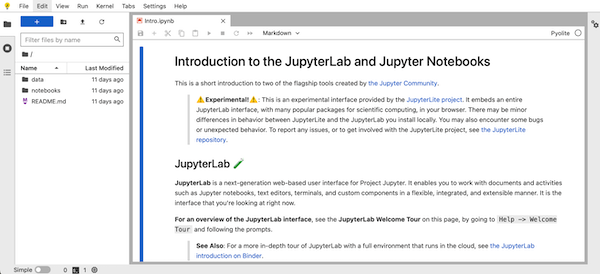 File Edit View Run Kernel Tabs Settings Help
Intro.ipynb
Markdown
Pyolite
Filter files by name
/
Name Last Modified
data 11 days ago
notebooks 11 days ago
README.md 11 days ago
Introduction to the JupyterLab and Jupyter Notebooks
This is a short introduction to two of the flagship tools created by the Jupyter Community.
⚠️Experimental!⚠️: This is an experimental interface provided by the JupyterLite project. It embeds an entire
JupyterLab interface, with many popular packages for scientific computing, in your browser. There may be minor
differences in behavior between JupyterLite and the JupyterLab you install locally. You may also encounter some bugs
or unexpected behavior. To report any issues, or to get involved with the JupyterLite project, see the JupyterLite
repository.
JupyterLab 🧪
JupyterLab is a next-generation web-based user interface for Project Jupyter. It enables you to work with documents and activities
such as Jupyter notebooks, text editors, terminals, and custom components in a flexible, integrated, and extensible manner. It is the
interface that you're looking at right now.
For an overview of the JupyterLab interface, see the JupyterLab Welcome Tour on this page, by going to Help -> Welcome
Tour and following the prompts.
See Also: For a more in-depth tour of JupyterLab with a full environment that runs in the cloud, see the JupyterLab
introduction on Binder.
Simple 0 1